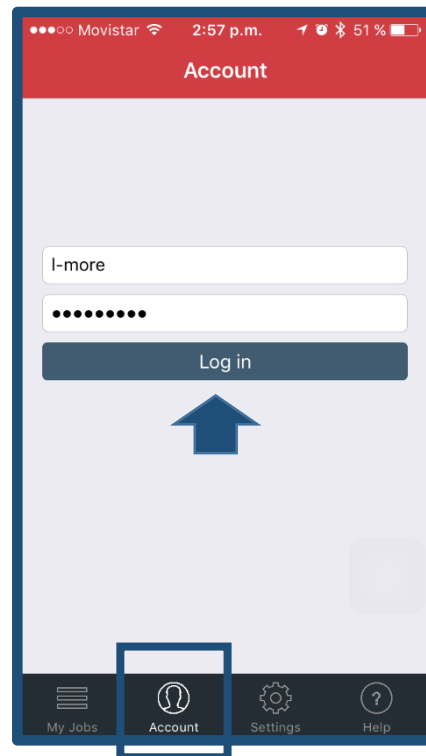 Movistar 2:57 p.m. 51 %
Account
I-more
•••••••••
Log in
My Jobs Account Settings ? Help